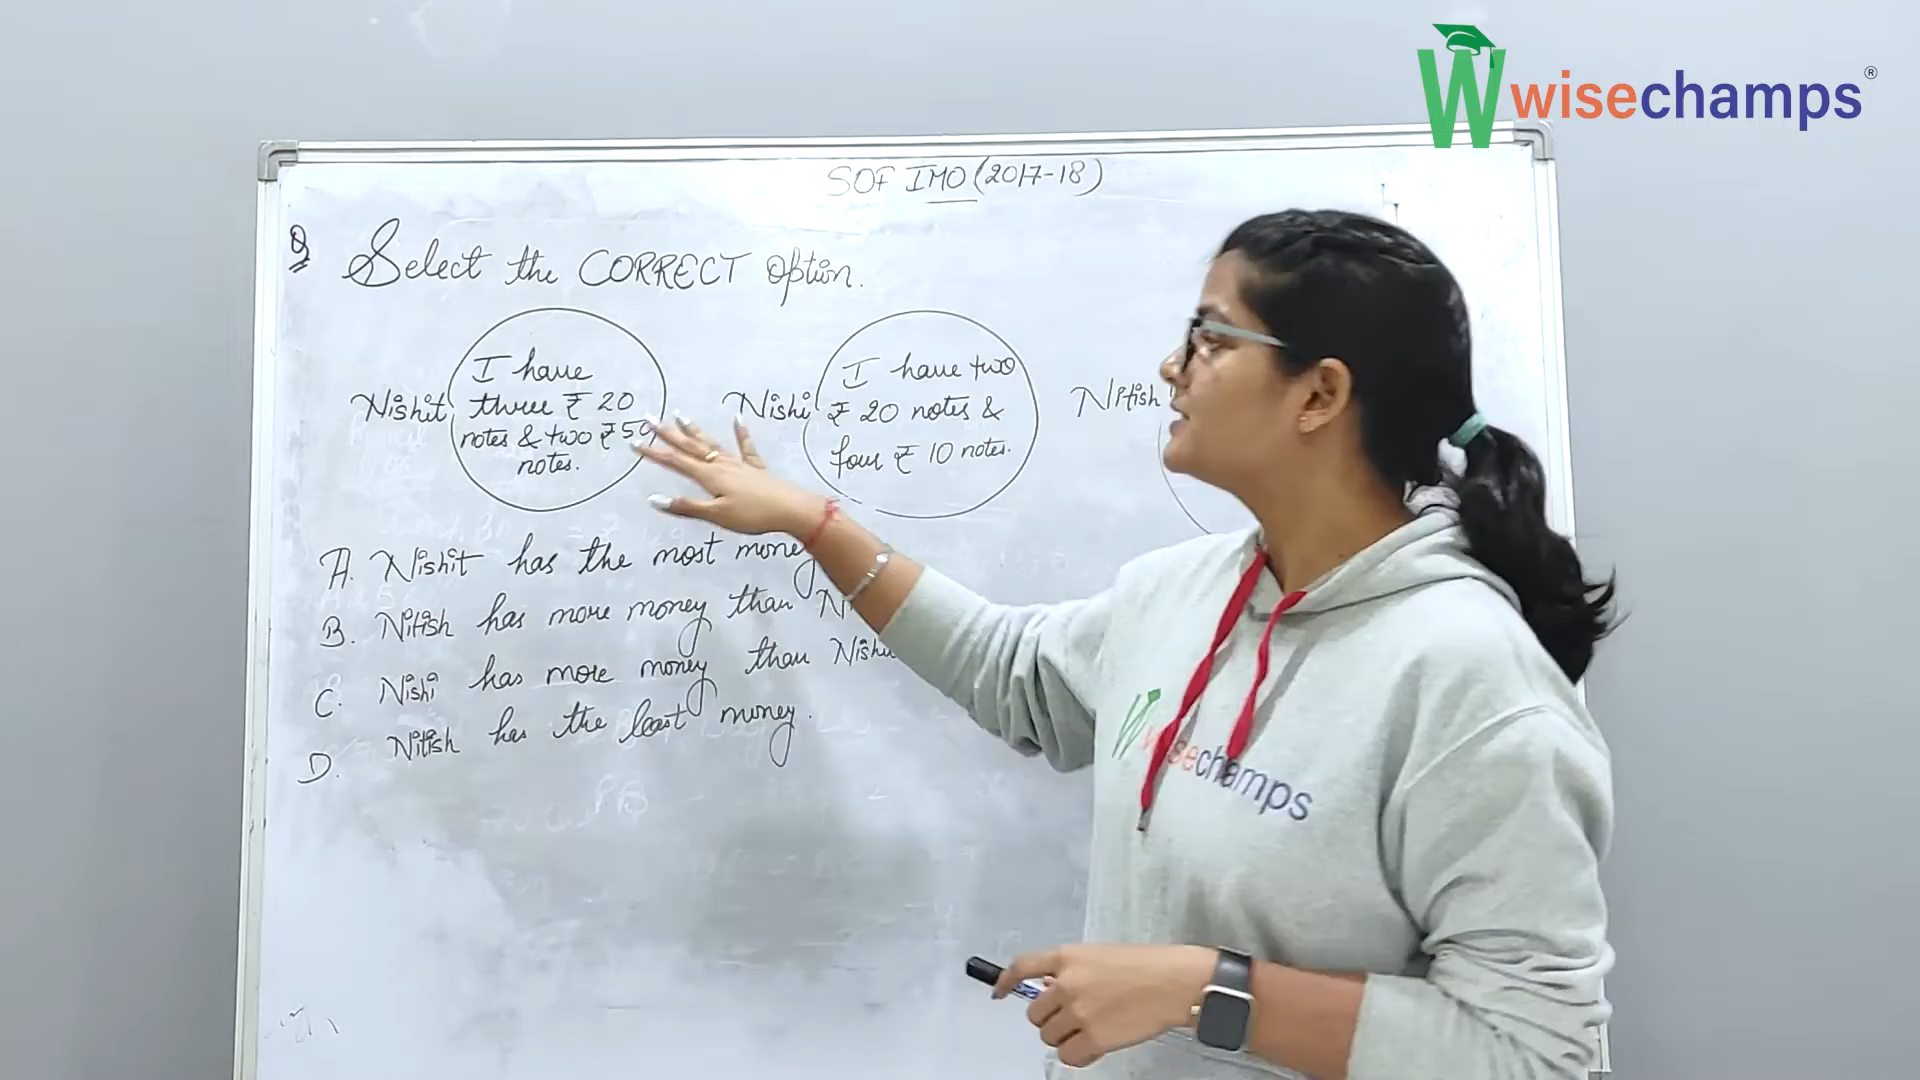 wisechamps®
SOF IMO (2017-18)
Q Select the CORRECT option.
Nishit
I have
three ₹ 20
notes & two ₹ 50
notes.
Nishi
I have two
₹ 20 notes &
four ₹ 10 notes.
Nitish
A. Nishit has the most money
B. Nitish has more money than
C. Nishi has more money than
D. Nitish has the least money.
wisechamps